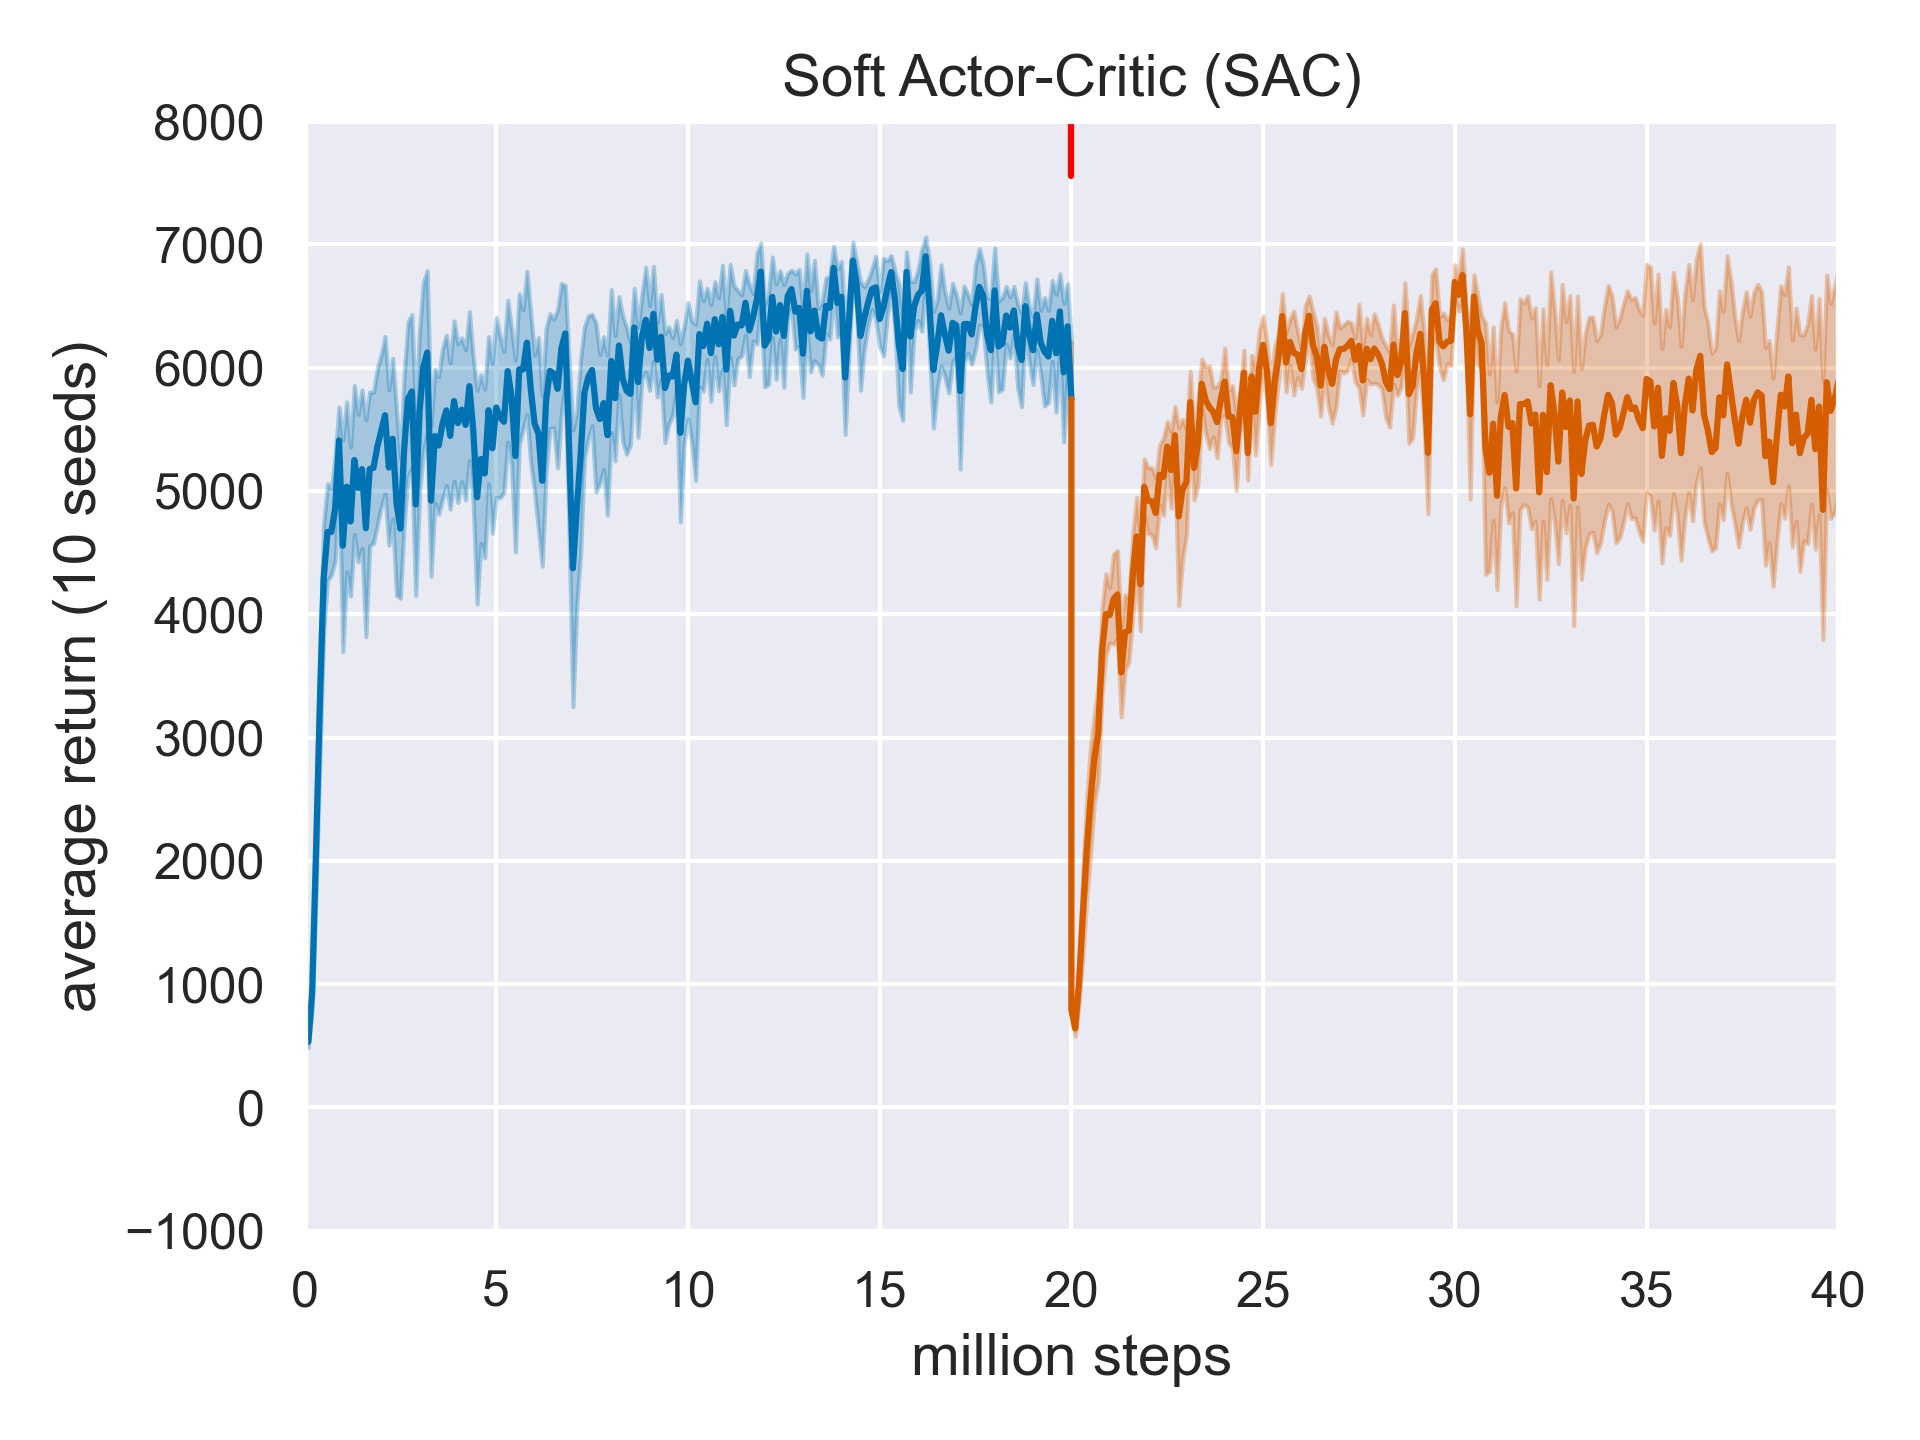 Soft Actor-Critic (SAC)
8000
7000
6000
5000
4000
3000
2000
1000
0
−1000
average return (10 seeds)
0 5 10 15 20 25 30 35 40
million steps